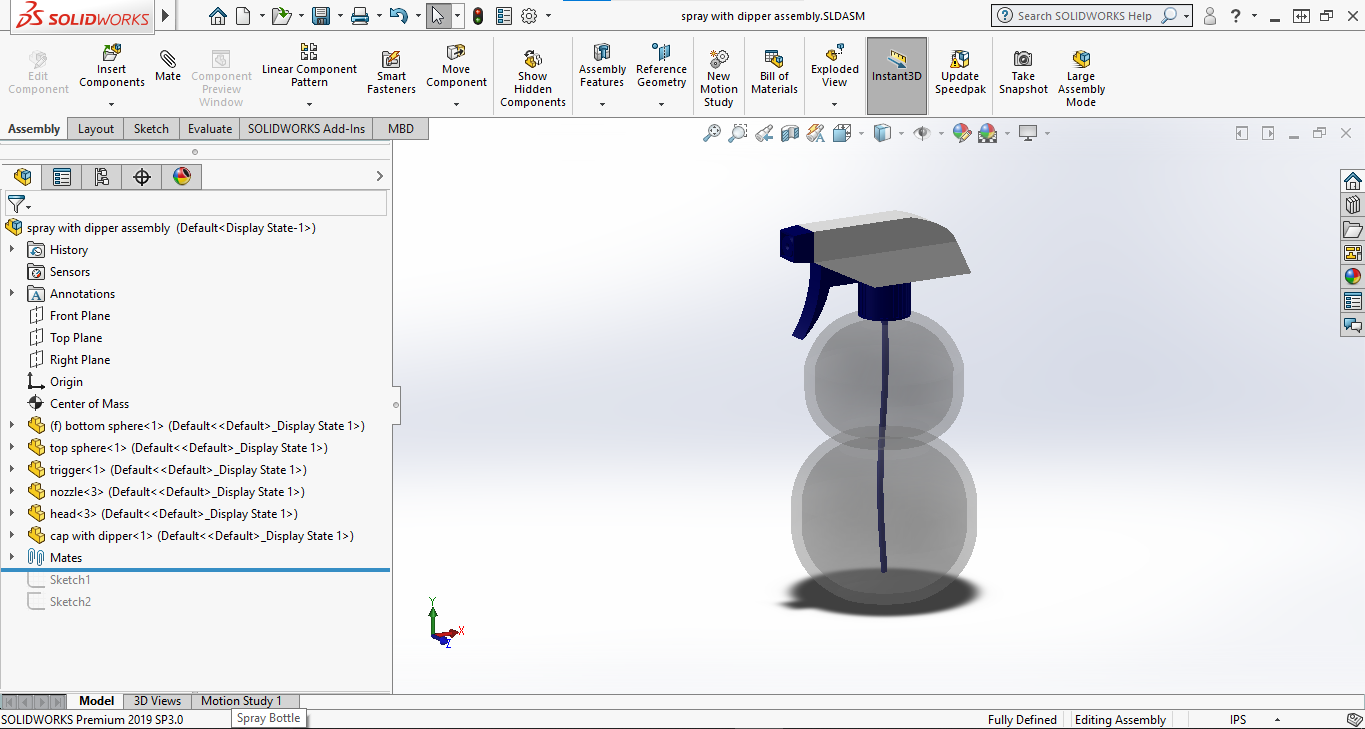 SOLIDWORKS
spray with dipper assembly.SLDASM
Search SOLIDWORKS Help
Edit Component
Insert Components
Mate
Component Preview Window
Linear Component Pattern
Smart Fasteners
Move Component
Show Hidden Components
Assembly Features
Reference Geometry
New Motion Study
Bill of Materials
Exploded View
Instant3D
Update Speedpak
Take Snapshot
Large Assembly Mode
Assembly Layout Sketch Evaluate SOLIDWORKS Add-Ins MBD
spray with dipper assembly (Default<Display State-1>)
History
Sensors
A Annotations
Front Plane
Top Plane
Right Plane
Origin
Center of Mass
(f) bottom sphere<1> (Default<<Default>_Display State 1>)
top sphere<1> (Default<<Default>_Display State 1>)
trigger<1> (Default<<Default>_Display State 1>)
nozzle<3> (Default<<Default>_Display State 1>)
head<3> (Default<<Default>_Display State 1>)
cap with dipper<1> (Default<<Default>_Display State 1>)
Mates
Sketch1
Sketch2
Y
X
Z
Model 3D Views Motion Study 1
SOLIDWORKS Premium 2019 SP3.0
Spray Bottle
Fully Defined Editing Assembly IPS